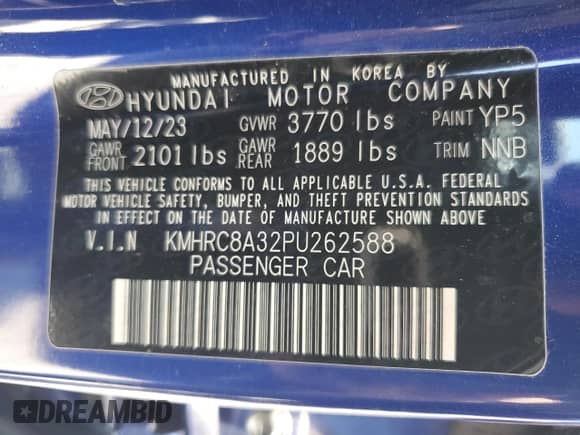 MANUFACTURED IN KOREA BY
HYUNDAI MOTOR COMPANY
MAY/12/23 GVWR 3770 lbs PAINT YP5
GAWR FRONT 2101 lbs GAWR REAR 1889 lbs TRIM NNB
THIS VEHICLE CONFORMS TO ALL APPLICABLE U.S.A. FEDERAL
MOTOR VEHICLE SAFETY, BUMPER, AND THEFT PREVENTION STANDARDS
IN EFFECT ON THE DATE OF MANUFACTURE SHOWN ABOVE
V.I.N KMHRC8A32PU262588
PASSENGER CAR
DREAMBID